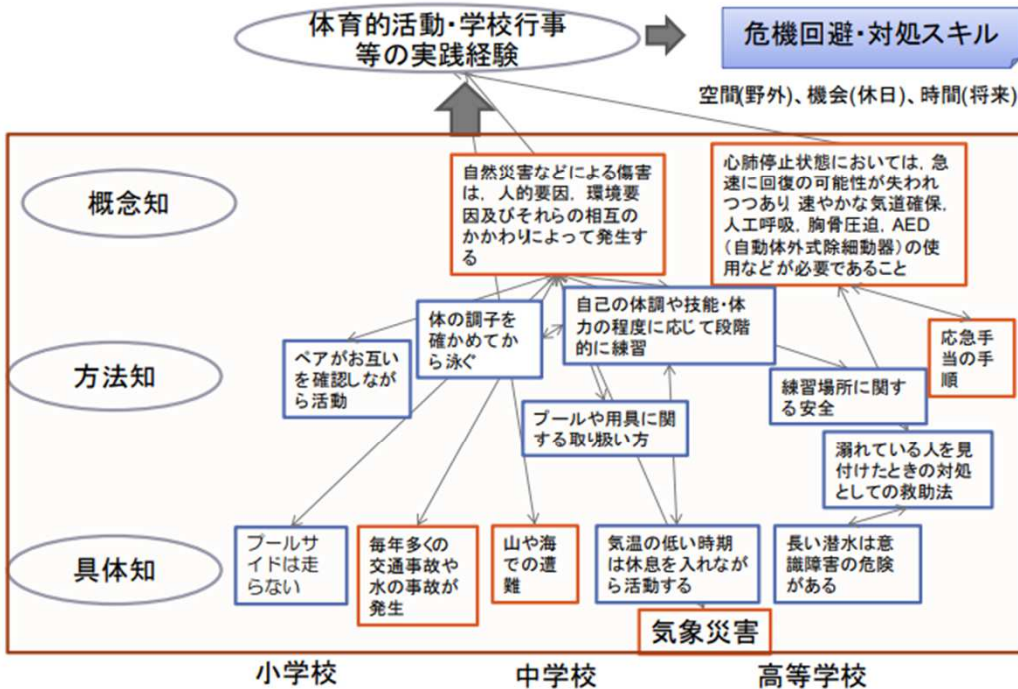 体育的活動・学校行事
等の実践経験
危機回避・対処スキル
空間(野外)、機会(休日)、時間(将来)
概念知
自然災害などによる傷害
は，人的要因，環境要
因及びそれらの相互の
かかわりによって発生す
る
心肺停止状態においては，急
速に回復の可能性が失われ
つつあり 速やかな気道確保，
人工呼吸，胸骨圧迫，AED
（自動体外式除細動器）の使
用などが必要であること
方法知
ペアがお互い
を確認しなが
ら活動
体の調子を
確かめてか
ら泳ぐ
自己の体調や技能・体
力の程度に応じて段階
的に練習
プールや用具に関
する取り扱い方
練習場所に関す
る安全
応急手
当の手
順
溺れている人を見
付けたときの対処
としての救助法
具体知
プールサ
イドは走
らない
毎年多くの
交通事故や
水の事故が
発生
山や海
での遭
難
気温の低い時期
は休息を入れなが
ら活動する
長い潜水は意
識障害の危険
がある
気象災害
小学校
中学校
高等学校